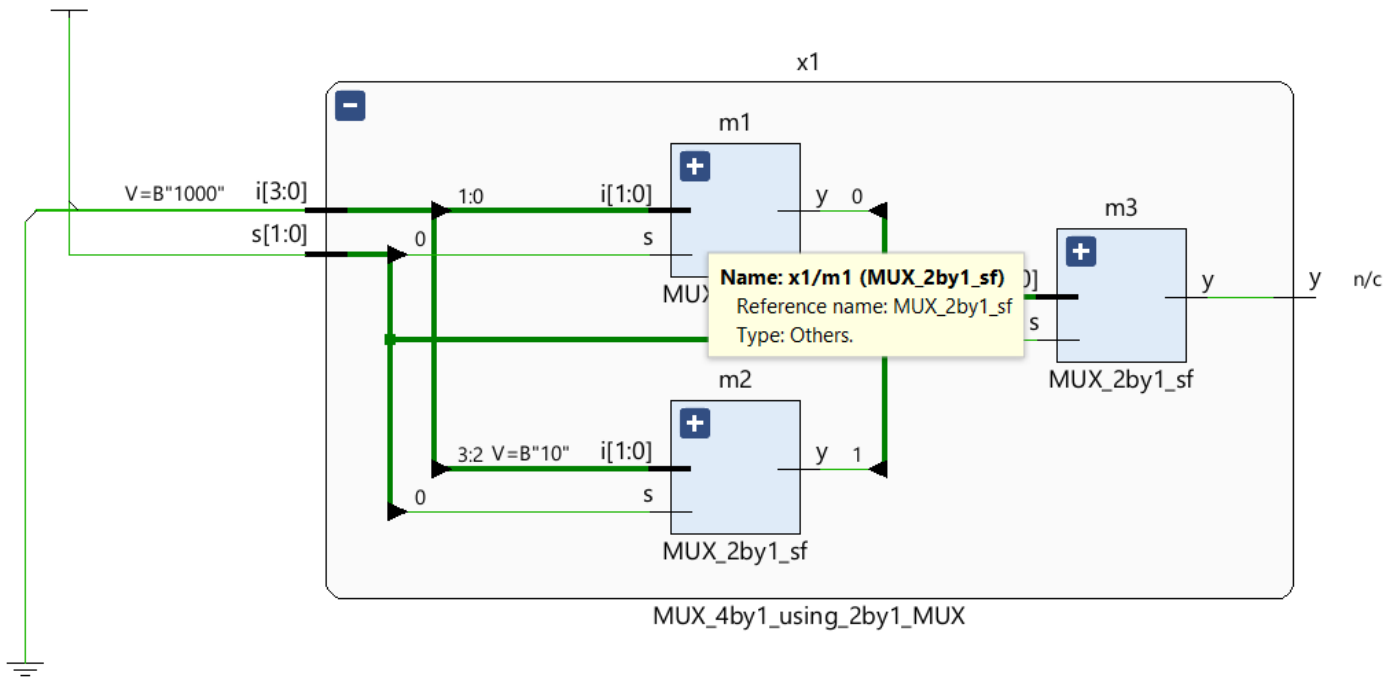 x1
m1
V=B"1000"
i[3:0]
1:0
i[1:0]
y
0
m3
s[1:0]
0
s
Name: x1/m1 (MUX_2by1_sf)
Reference name: MUX_2by1_sf
Type: Others.
MUX
0]
y
y
n/c
s
m2
MUX_2by1_sf
3:2
V=B"10"
i[1:0]
y
1
0
s
MUX_2by1_sf
MUX_4by1_using_2by1_MUX